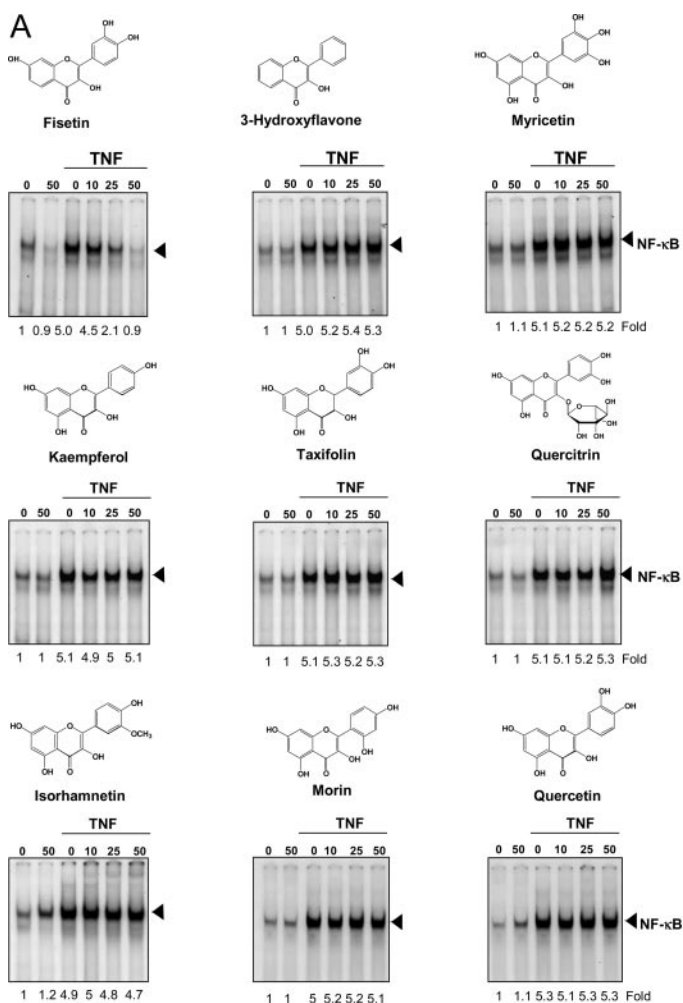 A
Fisetin 3-Hydroxyflavone Myricetin
TNF TNF TNF
0 50 0 10 25 50 0 50 0 10 25 50 0 50 0 10 25 50
NF-κB
1 0.9 5.0 4.5 2.1 0.9 1 1 5.0 5.2 5.4 5.3 1 1.1 5.1 5.2 5.2 5.2 Fold
Kaempferol Taxifolin Quercitrin
TNF TNF TNF
0 50 0 10 25 50 0 50 0 10 25 50 0 50 0 10 25 50
NF-κB
1 1 5.1 4.9 5 5.1 1 1 5.1 5.3 5.2 5.3 1 1 5.1 5.1 5.2 5.3 Fold
Isorhamnetin Morin Quercetin
TNF TNF TNF
0 50 0 10 25 50 0 50 0 10 25 50 0 50 0 10 25 50
NF-κB
1 1.2 4.9 5 4.8 4.7 1 1 5 5.2 5.2 5.1 1 1.1 5.3 5.1 5.3 5.3 Fold